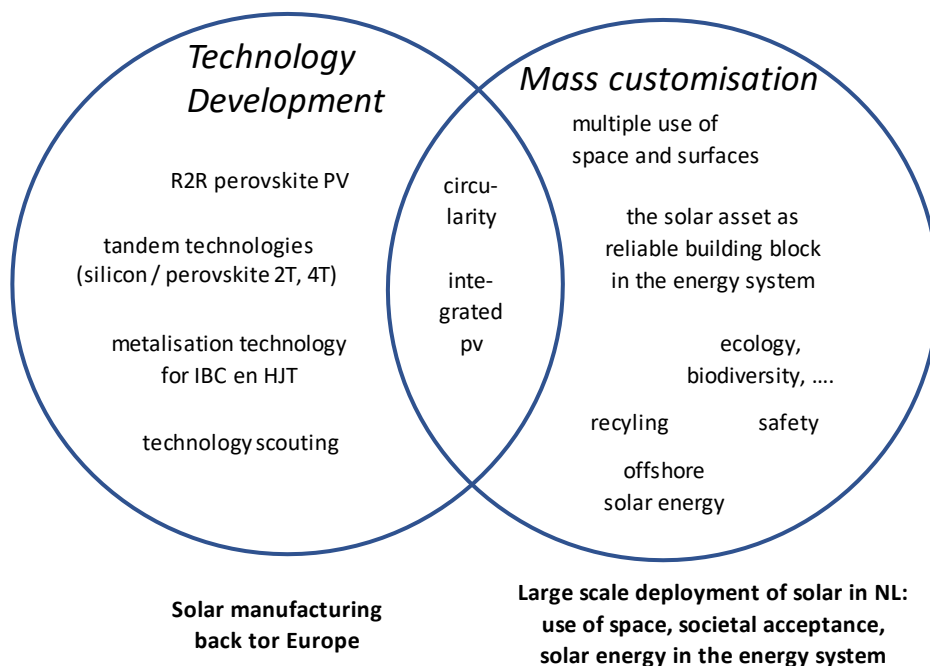 Technology
Development
R2R perovskite PV
tandem technologies
(silicon / perovskite 2T, 4T)
metalisation technology
for IBC en HJT
technology scouting
circu-
larity
inte-
grated
pv
Mass customisation
multiple use of
space and surfaces
the solar asset as
reliable building block
in the energy system
ecology,
biodiversity, ....
recyling
safety
offshore
solar energy
Solar manufacturing
back tor Europe
Large scale deployment of solar in NL:
use of space, societal acceptance,
solar energy in the energy system